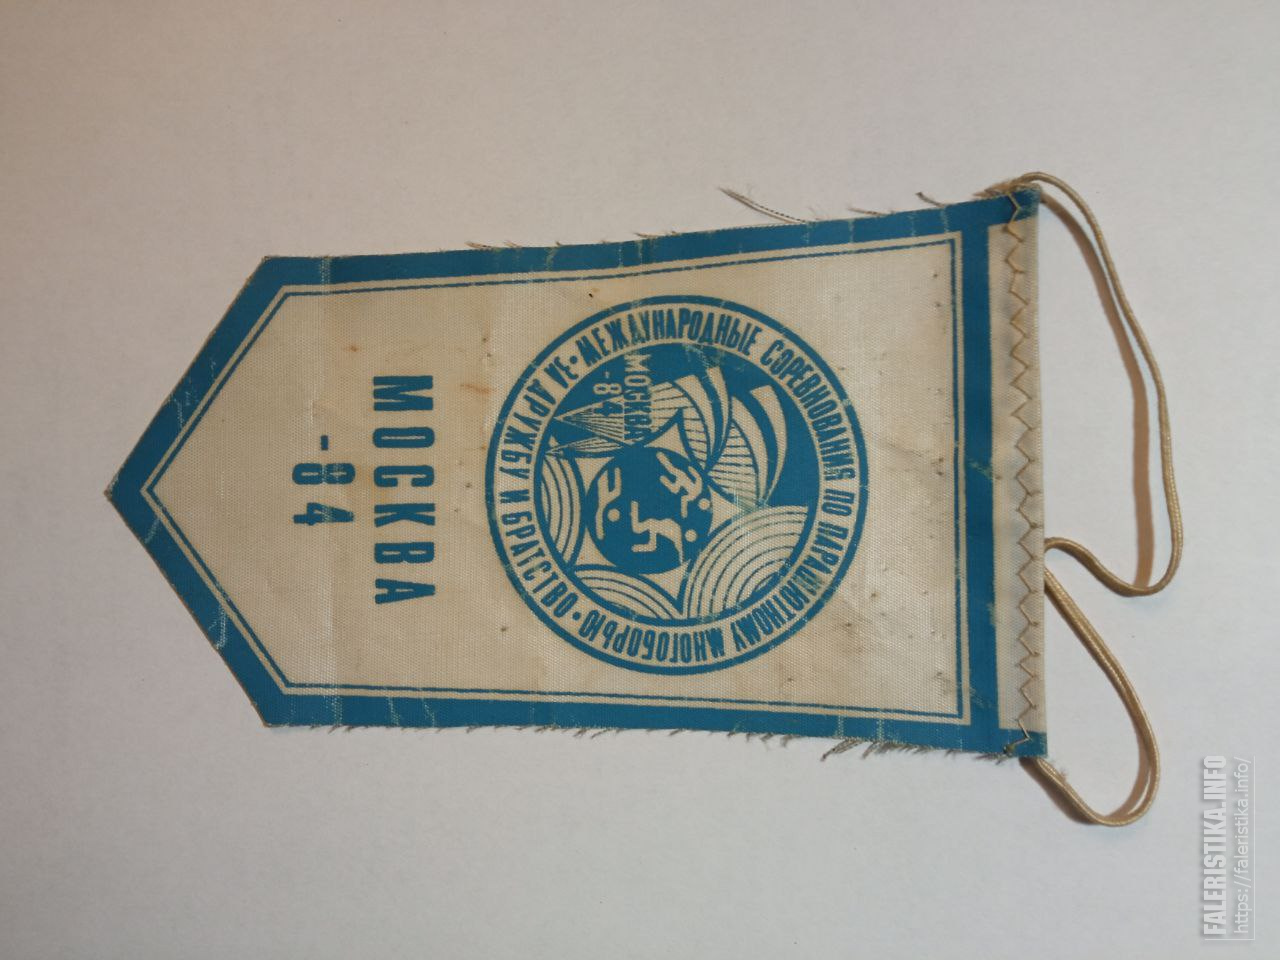 МЕЖДУНАРОДНЫЕ СОРЕВНОВАНИЯ ПО ПАРАШЮТНОМУ МНОГОБОРЬЮ •
ЗА ДРУЖБУ И БРАТСТВО •
МОСКВА
-84
МОСКВА
-84
FALERISTIKA.INFO
https://faleristika.info/